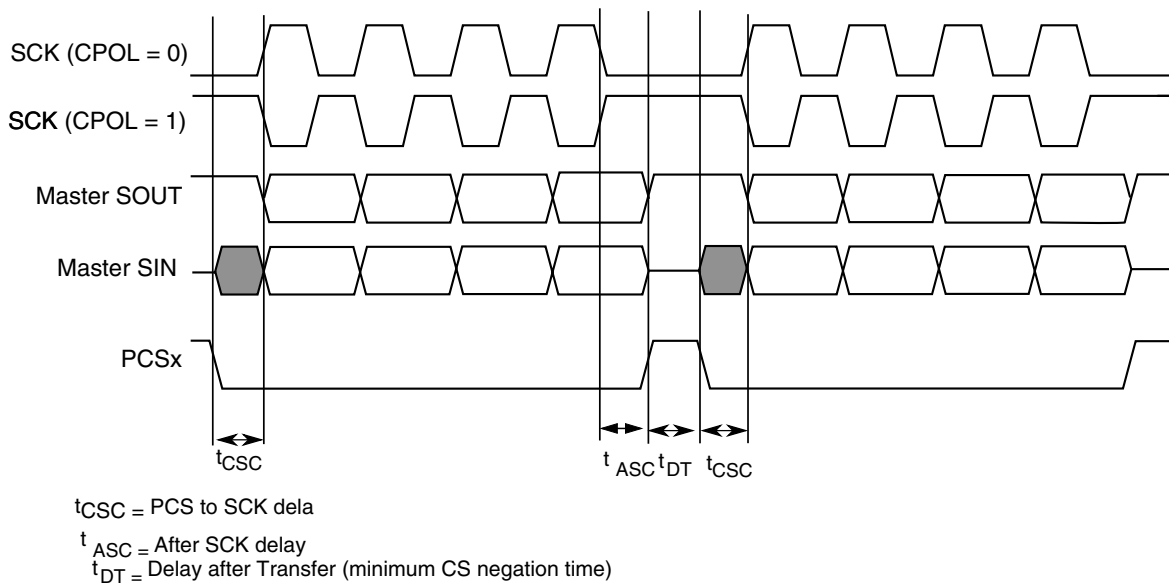 SCK (CPOL = 0)
SCK (CPOL = 1)
Master SOUT
Master SIN
PCSx
tCSC
t ASC
tDT
tCSC
tCSC = PCS to SCK dela
t ASC = After SCK delay
tDT = Delay after Transfer (minimum CS negation time)